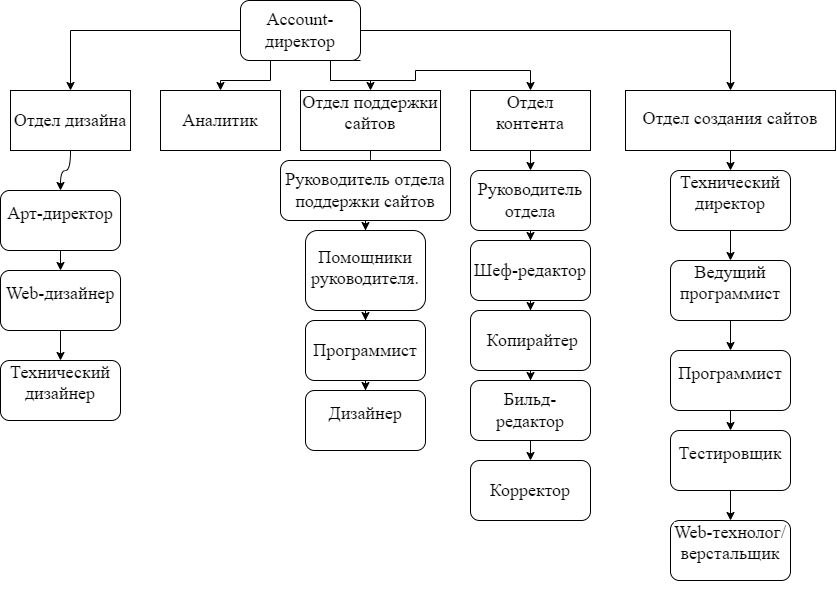 Account-
директор
Отдел дизайна
Аналитик
Отдел поддержки
сайтов
Отдел
контента
Отдел создания сайтов
Арт-директор
Web-дизайнер
Технический
дизайнер
Руководитель отдела
поддержки сайтов
Помощники
руководителя.
Программист
Дизайнер
Руководитель
отдела
Шеф-редактор
Копирайтер
Бильд-
редактор
Корректор
Технический
директор
Ведущий
программист
Программист
Тестировщик
Web-технолог/
верстальщик